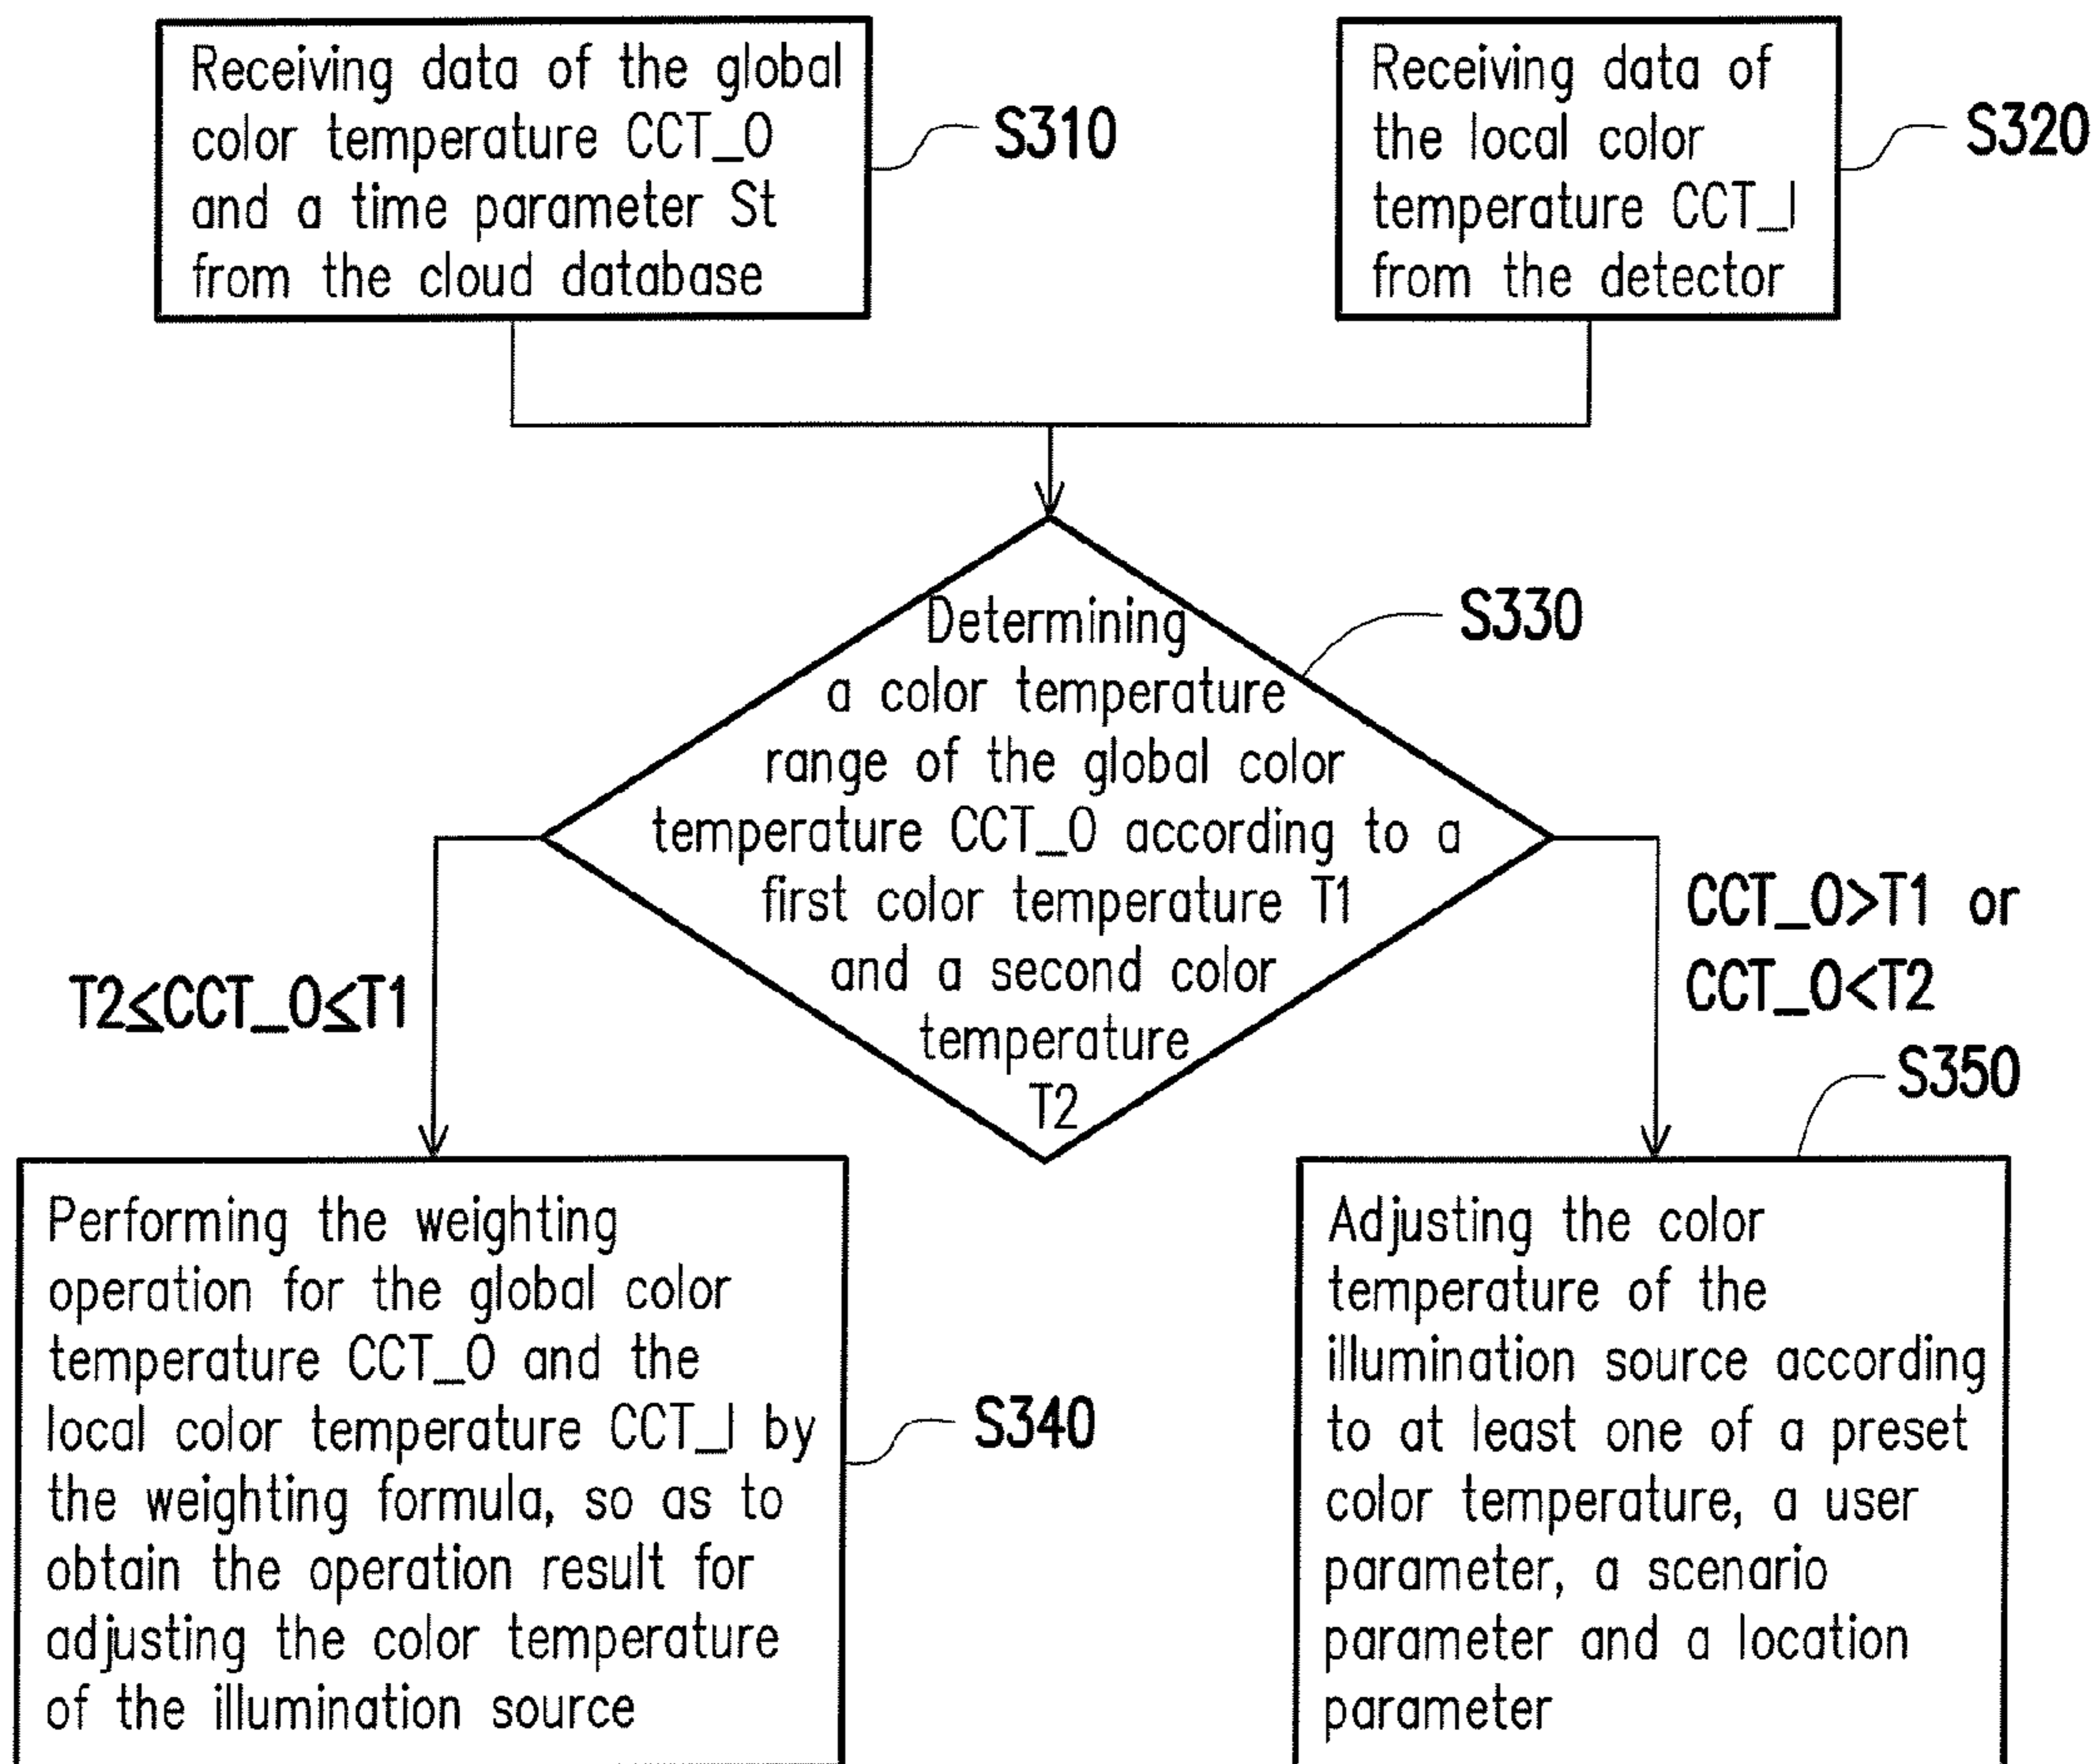 Receiving data of the global
color temperature CCT_O
and a time parameter St
from the cloud database
S310
Receiving data of
the local color
temperature CCT_I
from the detector
S320
Determining
a color temperature
range of the global color
temperature CCT_O according to a
first color temperature T1
and a second color
temperature
T2
S330
T2≤CCT_O≤T1
CCT_O>T1 or
CCT_O<T2
Performing the weighting
operation for the global color
temperature CCT_O and the
local color temperature CCT_I by
the weighting formula, so as to
obtain the operation result for
adjusting the color temperature
of the illumination source
S340
S350
Adjusting the color
temperature of the
illumination source according
to at least one of a preset
color temperature, a user
parameter, a scenario
parameter and a location
parameter